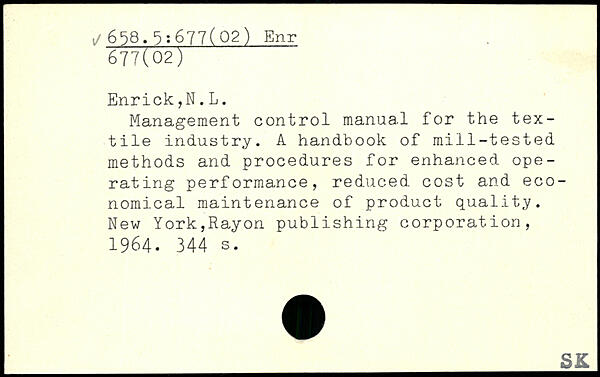 ✓ 658.5:677(02) Enr
677(02)
Enrick,N.L.
Management control manual for the tex-
tile industry. A handbook of mill-tested
methods and procedures for enhanced ope-
rating performance, reduced cost and eco-
nomical maintenance of product quality.
New York,Rayon publishing corporation,
1964. 344 s.
SK